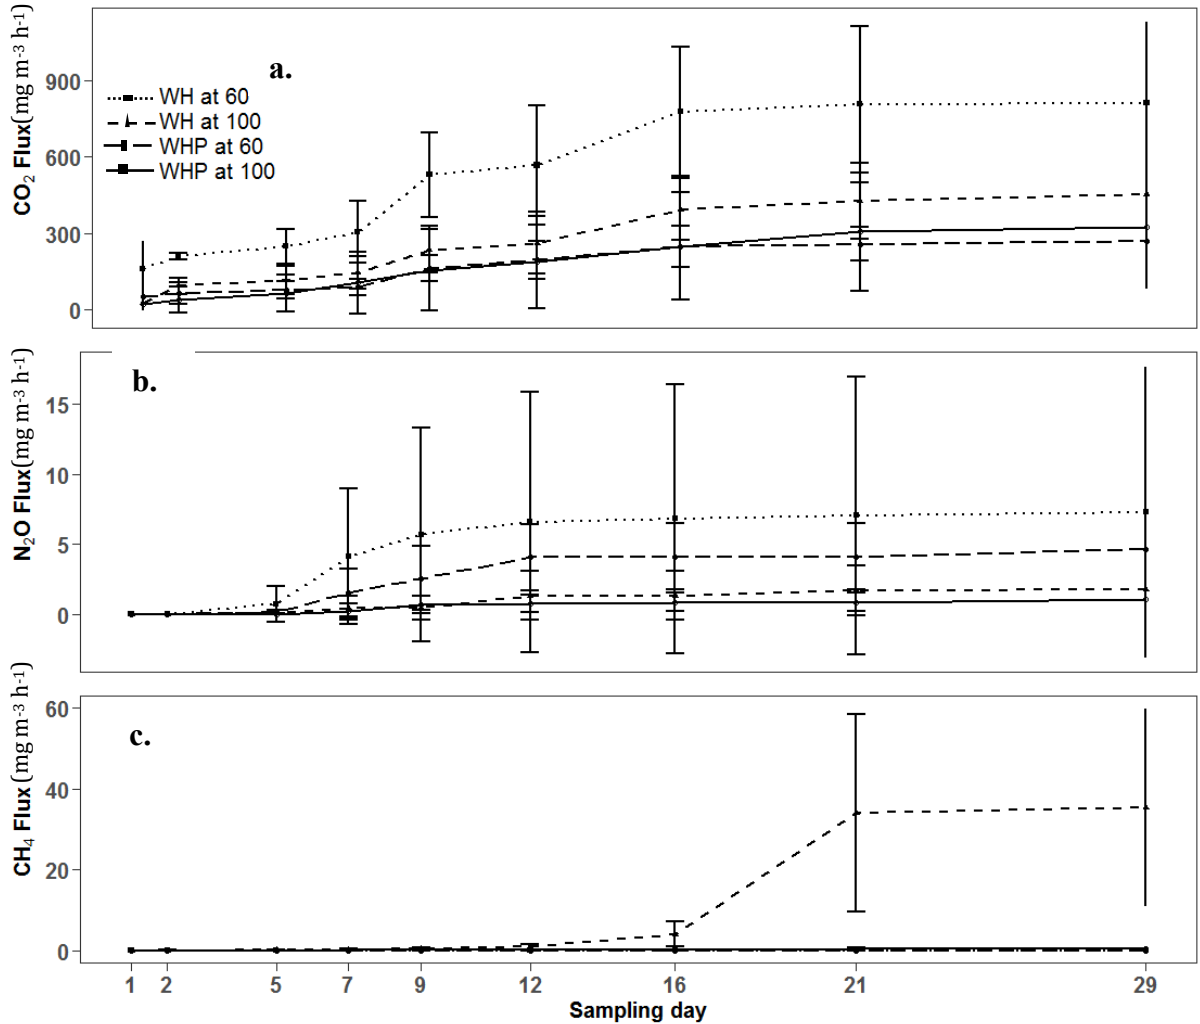 CO₂ Flux(mg m⁻³ h⁻¹)
a.
900
600
300
0
WH at 60
WH at 100
WHP at 60
WHP at 100
N₂O Flux(mg m⁻³ h⁻¹)
b.
15
10
5
0
CH₄ Flux(mg m⁻³ h⁻¹)
c.
60
40
20
0
1 2 5 7 9 12 16 21 29
Sampling day